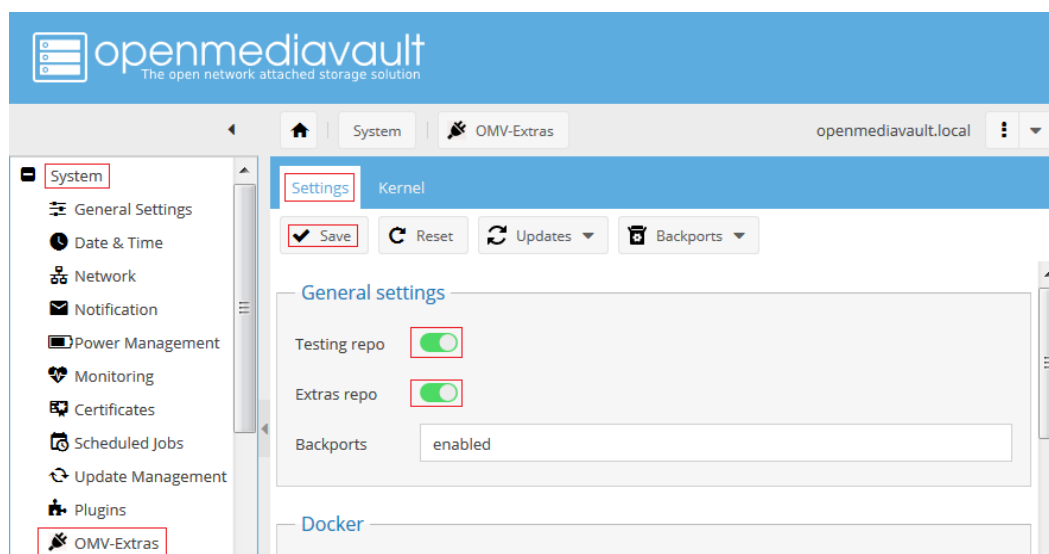 openmediavault
The open network attached storage solution
System
OMV-Extras
openmediavault.local
System
General Settings
Date & Time
Network
Notification
Power Management
Monitoring
Certificates
Scheduled Jobs
Update Management
Plugins
OMV-Extras
Settings
Kernel
Save
Reset
Updates
Backports
General settings
Testing repo
Extras repo
Backports
enabled
Docker